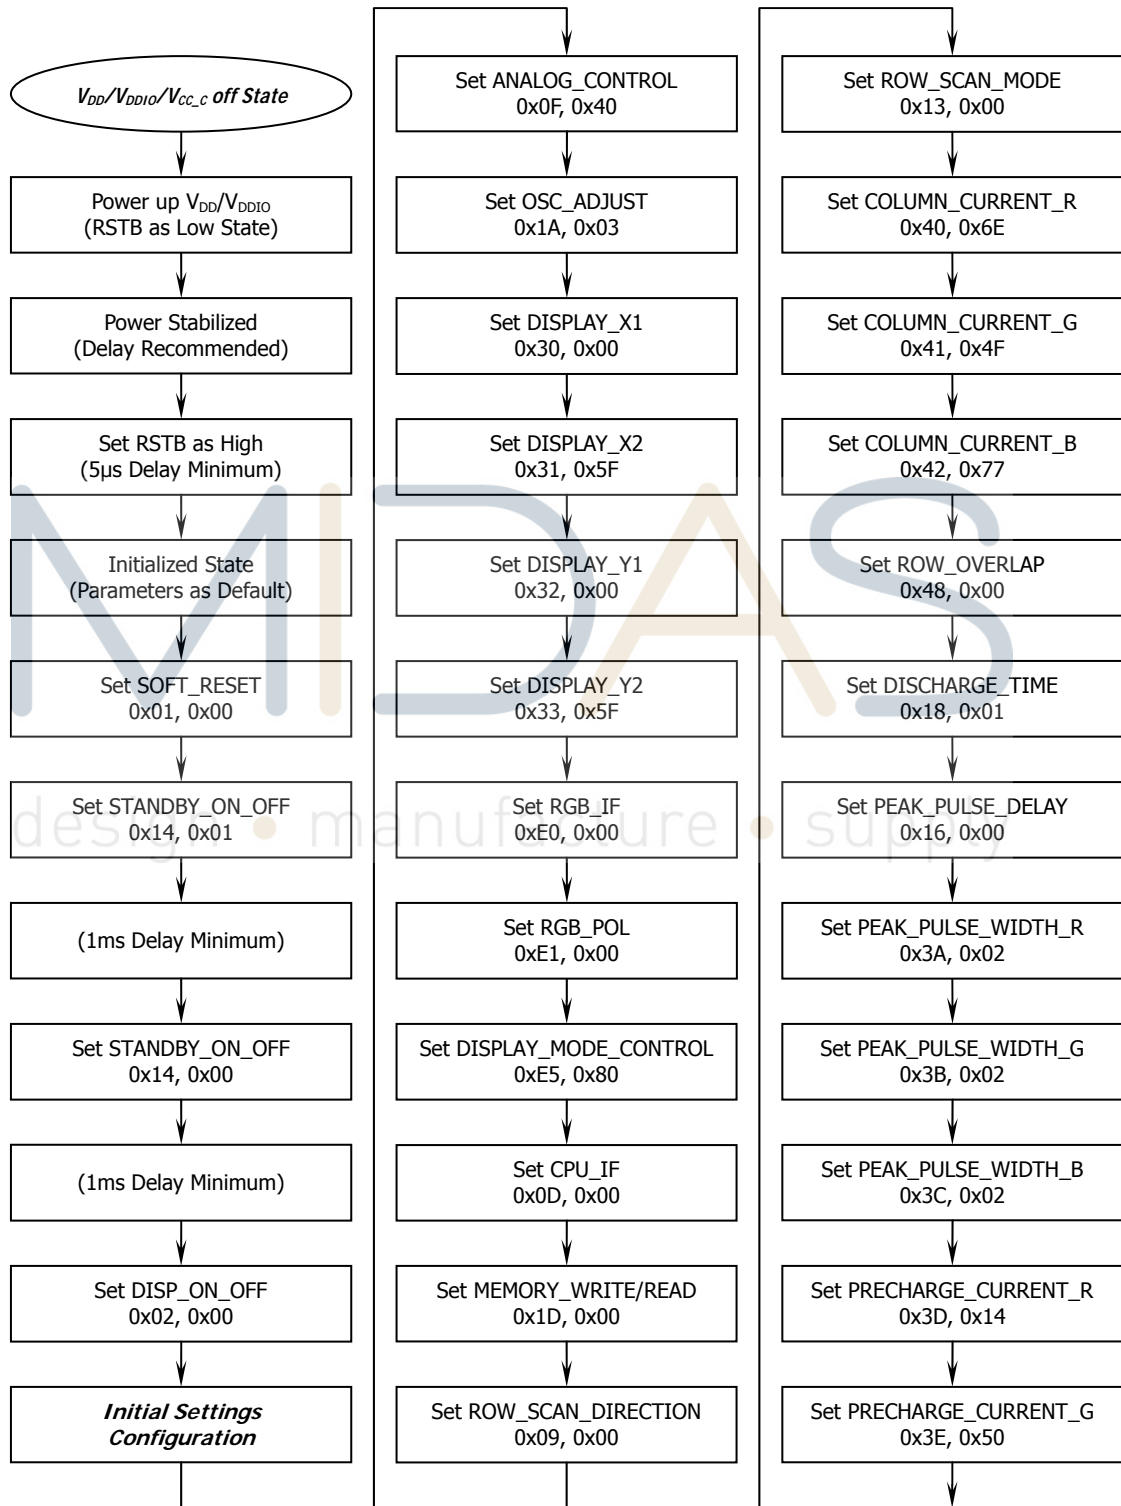 V_DD/V_DDIO/V_CC_C off State
Power up V_DD/V_DDIO
(RSTB as Low State)
Power Stabilized
(Delay Recommended)
Set RSTB as High
(5µs Delay Minimum)
Initialized State
(Parameters as Default)
Set SOFT_RESET
0x01, 0x00
Set STANDBY_ON_OFF
0x14, 0x01
(1ms Delay Minimum)
Set STANDBY_ON_OFF
0x14, 0x00
(1ms Delay Minimum)
Set DISP_ON_OFF
0x02, 0x00
Initial Settings
Configuration
Set ANALOG_CONTROL
0x0F, 0x40
Set OSC_ADJUST
0x1A, 0x03
Set DISPLAY_X1
0x30, 0x00
Set DISPLAY_X2
0x31, 0x5F
Set DISPLAY_Y1
0x32, 0x00
Set DISPLAY_Y2
0x33, 0x5F
Set RGB_IF
0xE0, 0x00
Set RGB_POL
0xE1, 0x00
Set DISPLAY_MODE_CONTROL
0xE5, 0x80
Set CPU_IF
0x0D, 0x00
Set MEMORY_WRITE/READ
0x1D, 0x00
Set ROW_SCAN_DIRECTION
0x09, 0x00
Set ROW_SCAN_MODE
0x13, 0x00
Set COLUMN_CURRENT_R
0x40, 0x6E
Set COLUMN_CURRENT_G
0x41, 0x4F
Set COLUMN_CURRENT_B
0x42, 0x77
Set ROW_OVERLAP
0x48, 0x00
Set DISCHARGE_TIME
0x18, 0x01
Set PEAK_PULSE_DELAY
0x16, 0x00
Set PEAK_PULSE_WIDTH_R
0x3A, 0x02
Set PEAK_PULSE_WIDTH_G
0x3B, 0x02
Set PEAK_PULSE_WIDTH_B
0x3C, 0x02
Set PRECHARGE_CURRENT_R
0x3D, 0x14
Set PRECHARGE_CURRENT_G
0x3E, 0x50
MIDAS
design • manufacture • supply